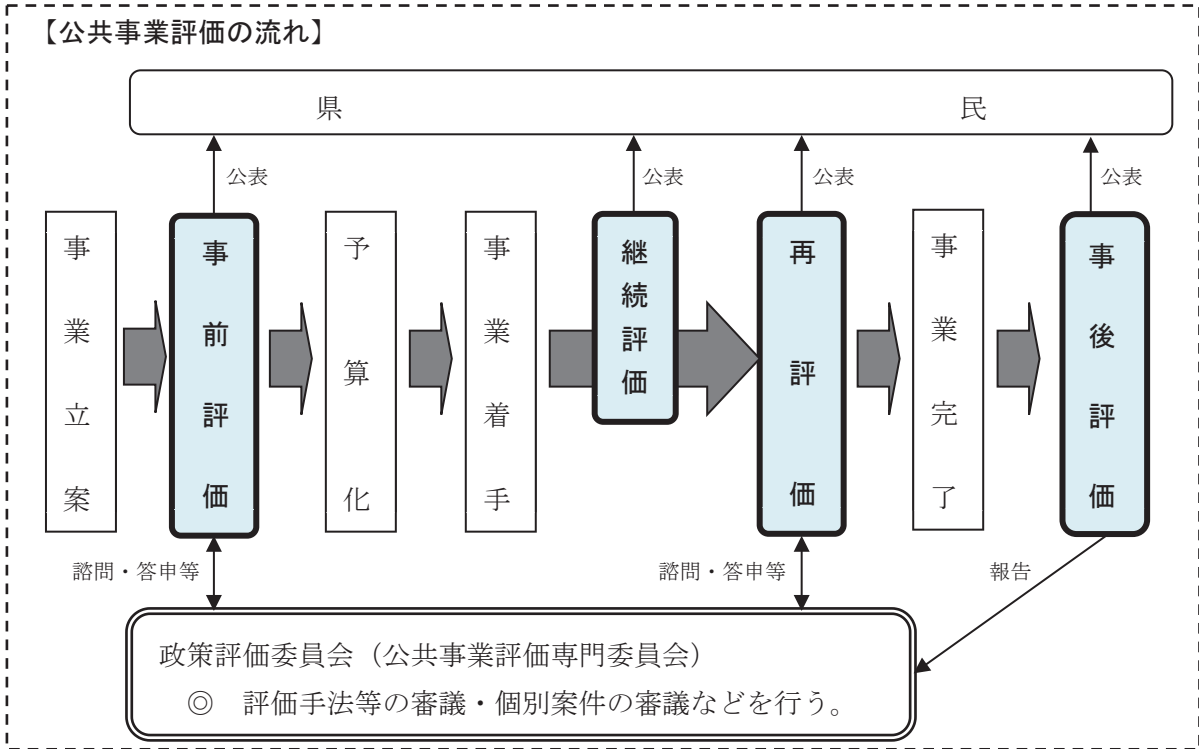 【公共事業評価の流れ】
県 民
公表
公表
公表
公表
事業立案
事前評価
予算化
事業着手
継続評価
再評価
事業完了
事後評価
諮問・答申等
諮問・答申等
報告
政策評価委員会（公共事業評価専門委員会）
◎ 評価手法等の審議・個別案件の審議などを行う。